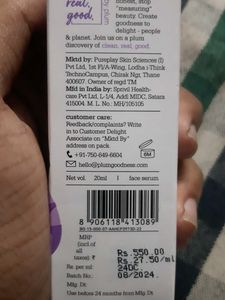 real,
good.
by plum
honest, stop
"measuring"
beauty. Create
goodness to
delight - people
& planet. Join us on a plum
discovery of clean, real, good.
Mktd by: Pureplay Skin Sciences (I)
Pvt Ltd, 1st Fl/A-Wing, Lodha i-Think
TechnoCampus, Chirak Ngr, Thane
400607. Owner of regd TM
Mfd in India by: Spiivil Health-
care Pvt Ltd, L-1/4, Addl MIDC, Satara
415004. M. L. No.: MH/105105
customer care:
Feedback/complaints? Write
in to Customer Delight
Associate on "Mktd By"
address on pack.
+91-750-649-6604
hello@plumgoodness.com
6M
Net vol. 20ml | face serum
8 906118 413089
MRP
(incl.of
all
taxes) ₹
Rs.550.00
Rs.27.50/ml
Rs. per ml:
24DC
Batch No.:
08/2024.
Mfg. Dt:
Use before 24 months from Mfg. Dt